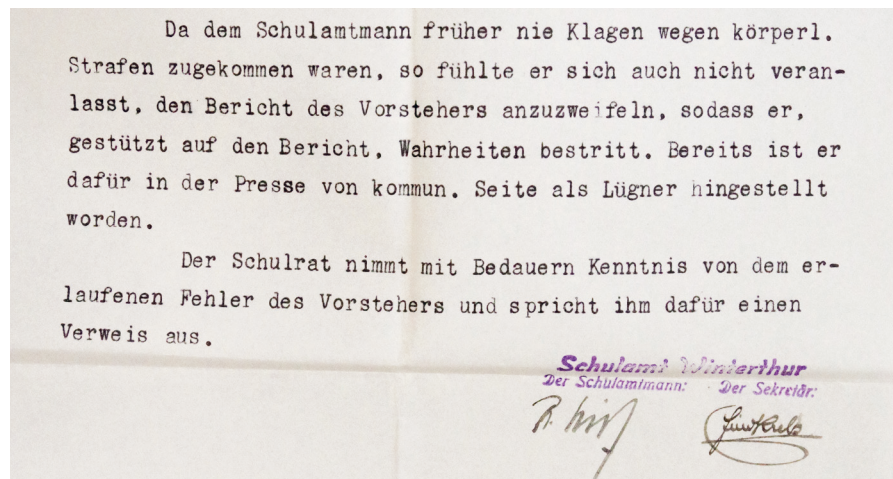 Da dem Schulamtmann früher nie Klagen wegen körperl.
Strafen zugekommen waren, so fühlte er sich auch nicht veran-
lasst, den Bericht des Vorstehers anzuzweifeln, sodass er,
gestützt auf den Bericht, Wahrheiten bestritt. Bereits ist er
dafür in der Presse von kommun. Seite als Lügner hingestellt
worden.
Der Schulrat nimmt mit Bedauern Kenntnis von dem er-
laufenen Fehler des Vorstehers und spricht ihm dafür einen
Verweis aus.
Schulamt Winterthur
Der Schulamtmann: Der Sekretär: